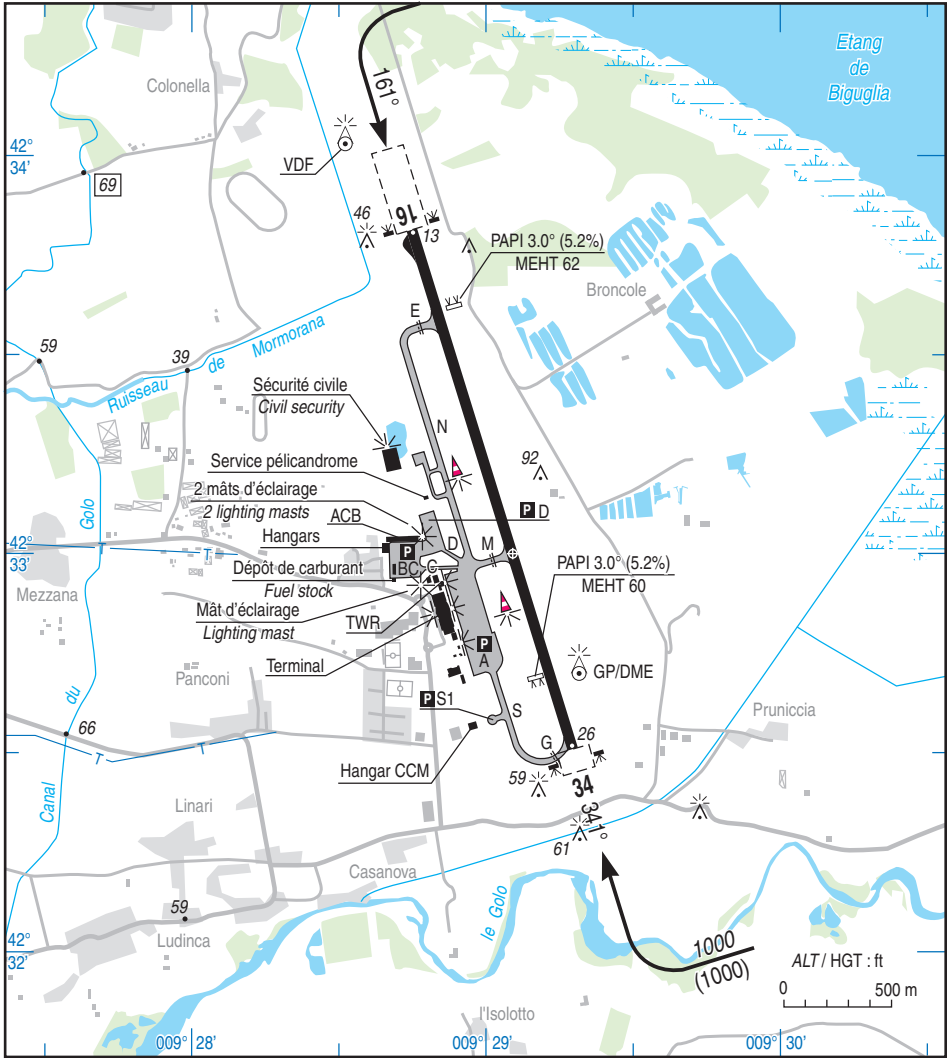 Etang
de
Biguglia
Colonella
161°
42°
34'
VDF
69
46
16
13
PAPI 3.0° (5.2%)
MEHT 62
Broncole
E
59
39
Ruisseau de Mormorana
Sécurité civile
Civil security
N
Service pélicandrome
92
2 mâts d'éclairage
2 lighting masts
P D
ACB
Golo
Hangars
D
M
42°
33'
T
T
P
BC
C
PAPI 3.0° (5.2%)
MEHT 60
Dépôt de carburant
Fuel stock
Mezzana
Mât d'éclairage
Lighting mast
TWR
Terminal
P
A
GP/DME
Panconi
du
P S1
S
Pruniccia
66
G
26
T
T
Hangar CCM
59
34
Canal
Linari
341°
61
Casanova
59
Ludinca
le Golo
42°
32'
1000
(1000)
ALT / HGT : ft
0 500 m
l'Isolotto
009° 28'
009° 29'
009° 30'